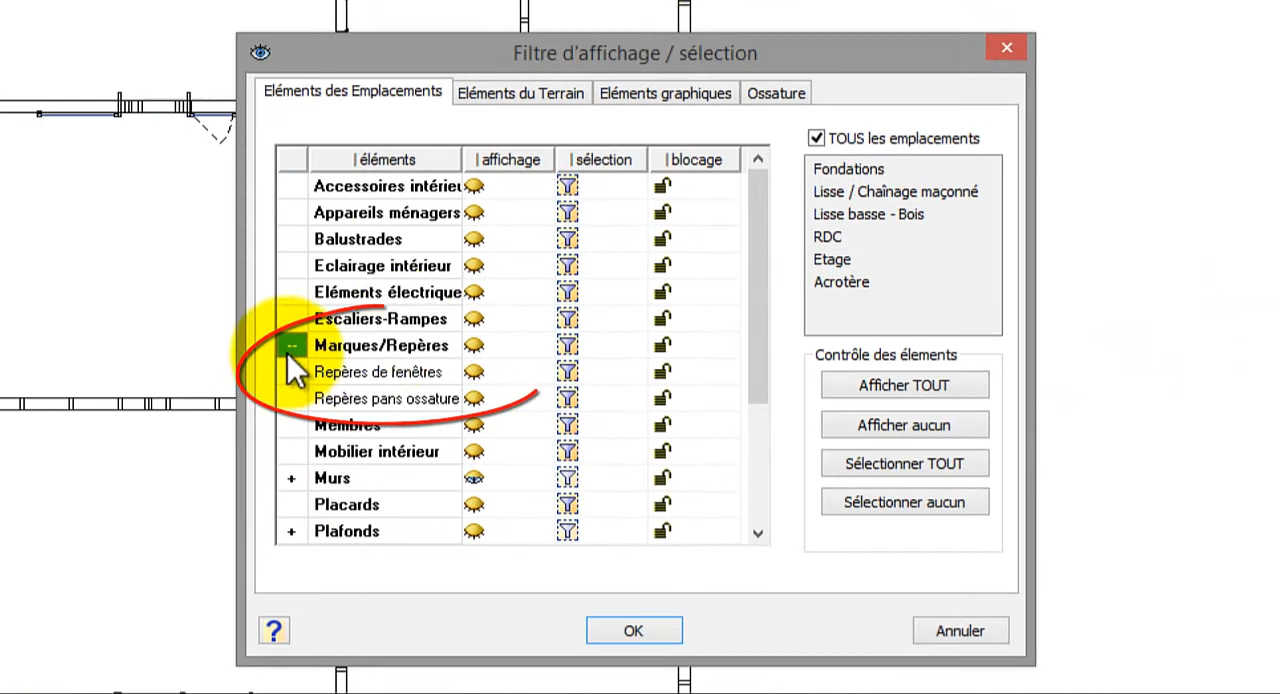 Filtre d'affichage / sélection
Eléments des Emplacements Eléments du Terrain Eléments graphiques Ossature
éléments affichage sélection blocage
Accessoires intérieu
Appareils ménagers
Balustrades
Eclairage intérieur
Eléments électrique
Escaliers-Rampes
-- Marques/Repères
Repères de fenêtres
Repères pans ossature
Membres
Mobilier intérieur
+ Murs
Placards
+ Plafonds
TOUS les emplacements
Fondations
Lisse / Chaînage maçonné
Lisse basse - Bois
RDC
Etage
Acrotère
Contrôle des élements
Afficher TOUT
Afficher aucun
Sélectionner TOUT
Sélectionner aucun
? OK Annuler